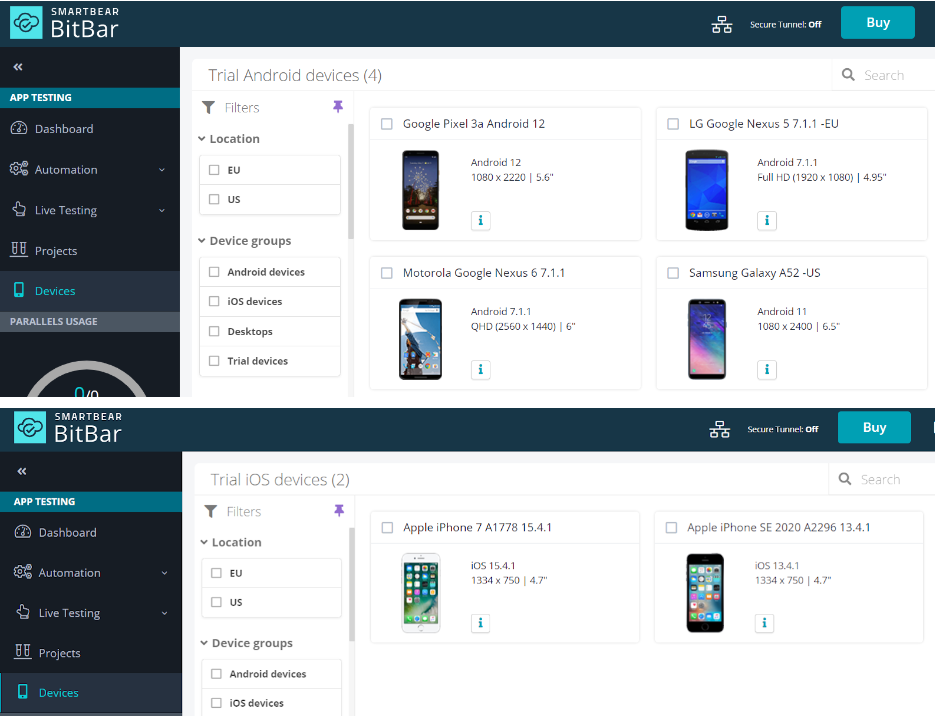 SMARTBEAR
BitBar
Secure Tunnel: Off
Buy
«
APP TESTING
Dashboard
Automation
Live Testing
Projects
Devices
PARALLELS USAGE
0/0
Trial Android devices (4)
Search
Filters
Location
EU
US
Device groups
Android devices
iOS devices
Desktops
Trial devices
Google Pixel 3a Android 12
Android 12
1080 x 2220 | 5.6"
i
LG Google Nexus 5 7.1.1 -EU
Android 7.1.1
Full HD (1920 x 1080) | 4.95"
i
Motorola Google Nexus 6 7.1.1
Android 7.1.1
QHD (2560 x 1440) | 6"
i
Samsung Galaxy A52 -US
Android 11
1080 x 2400 | 6.5"
i
SMARTBEAR
BitBar
Secure Tunnel: Off
Buy
«
APP TESTING
Dashboard
Automation
Live Testing
Projects
Devices
Trial iOS devices (2)
Search
Filters
Location
EU
US
Device groups
Android devices
iOS devices
Apple iPhone 7 A1778 15.4.1
iOS 15.4.1
1334 x 750 | 4.7"
i
Apple iPhone SE 2020 A2296 13.4.1
iOS 13.4.1
1334 x 750 | 4.7"
i